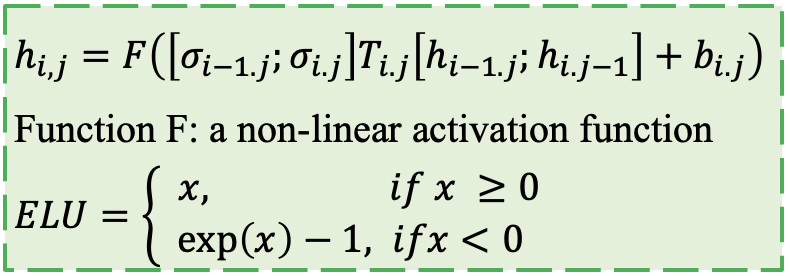 h_{i,j} = F([σ_{i−1.j}; σ_{i.j}]T_{i.j}[h_{i−1.j}; h_{i.j−1}] + b_{i.j})
Function F: a non-linear activation function
ELU = { x, if x ≥ 0
exp(x) − 1, ifx < 0